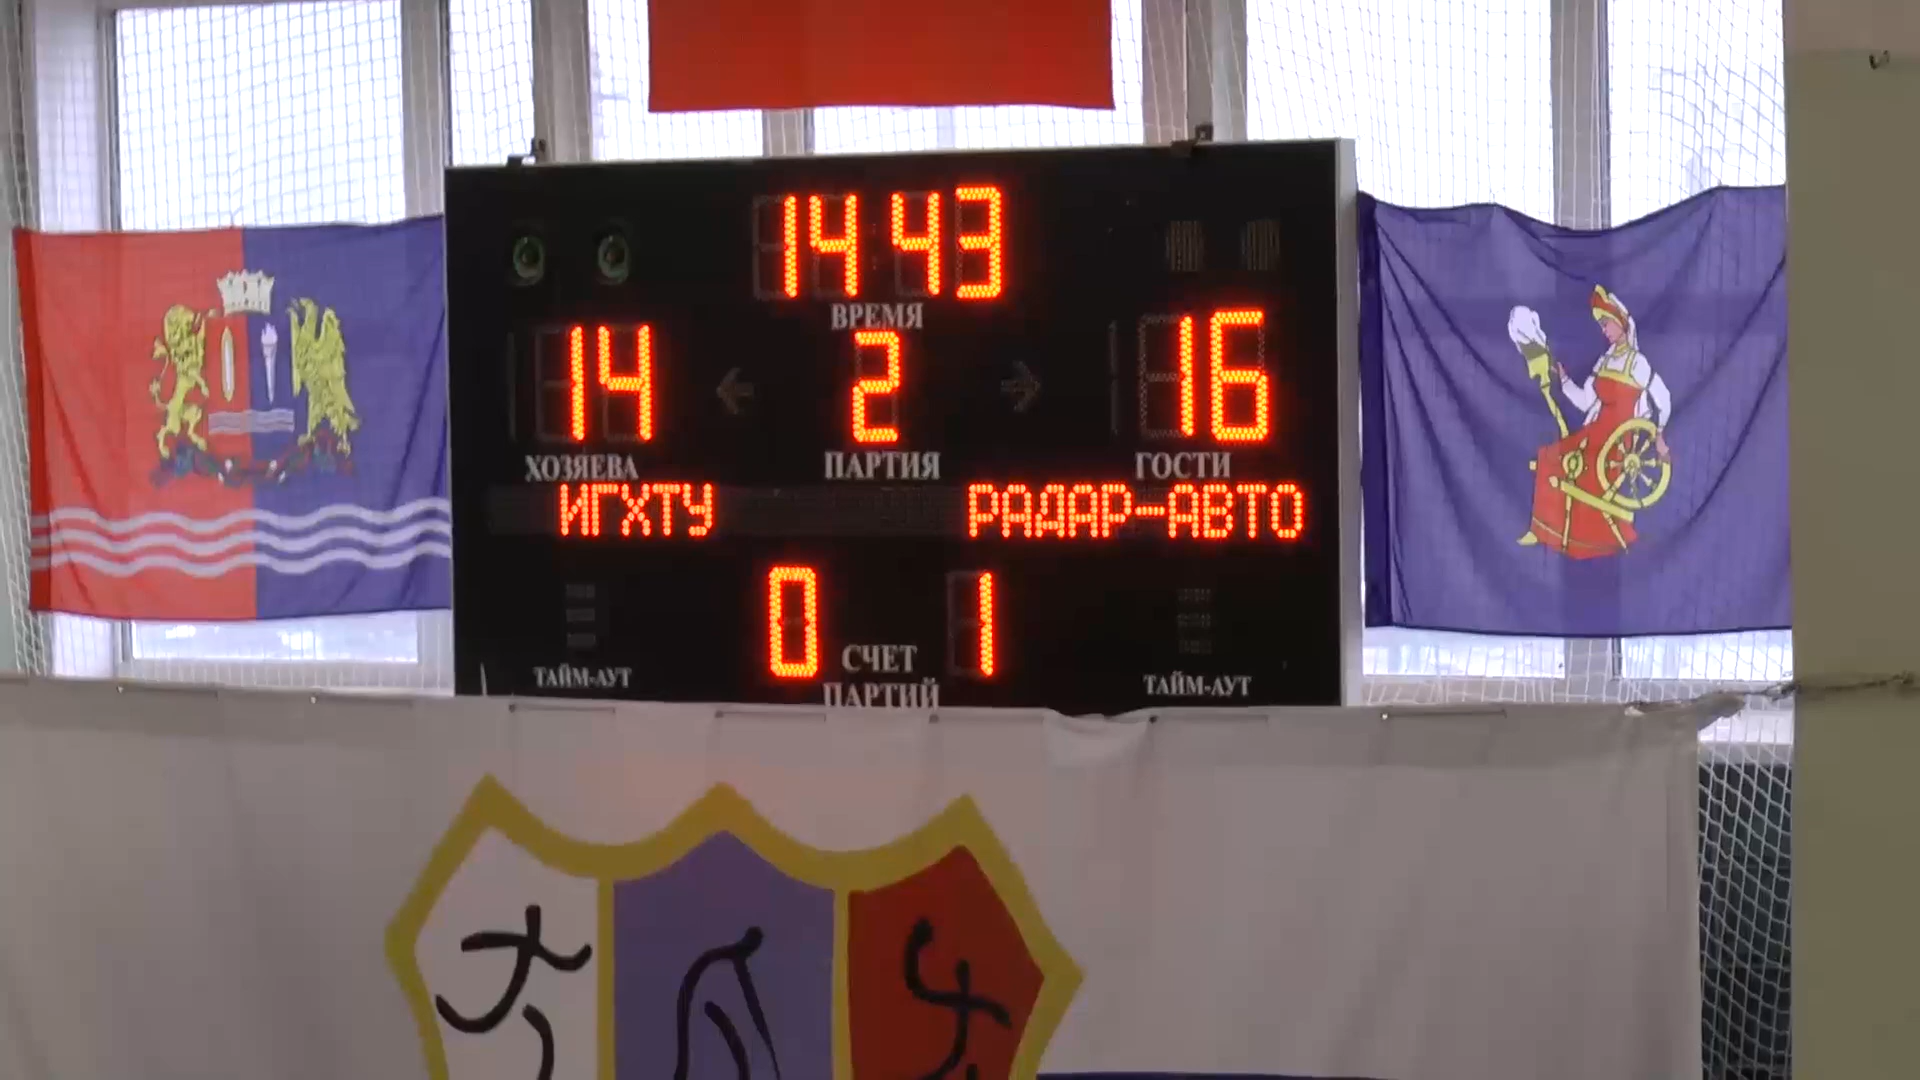 14 43
ВРЕМЯ
14 2 16
ХОЗЯЕВА ПАРТИЯ ГОСТИ
ИГХТУ РАДАР-АВТО
0 1
ТАЙМ-АУТ СЧЕТ ПАРТИЙ ТАЙМ-АУТ